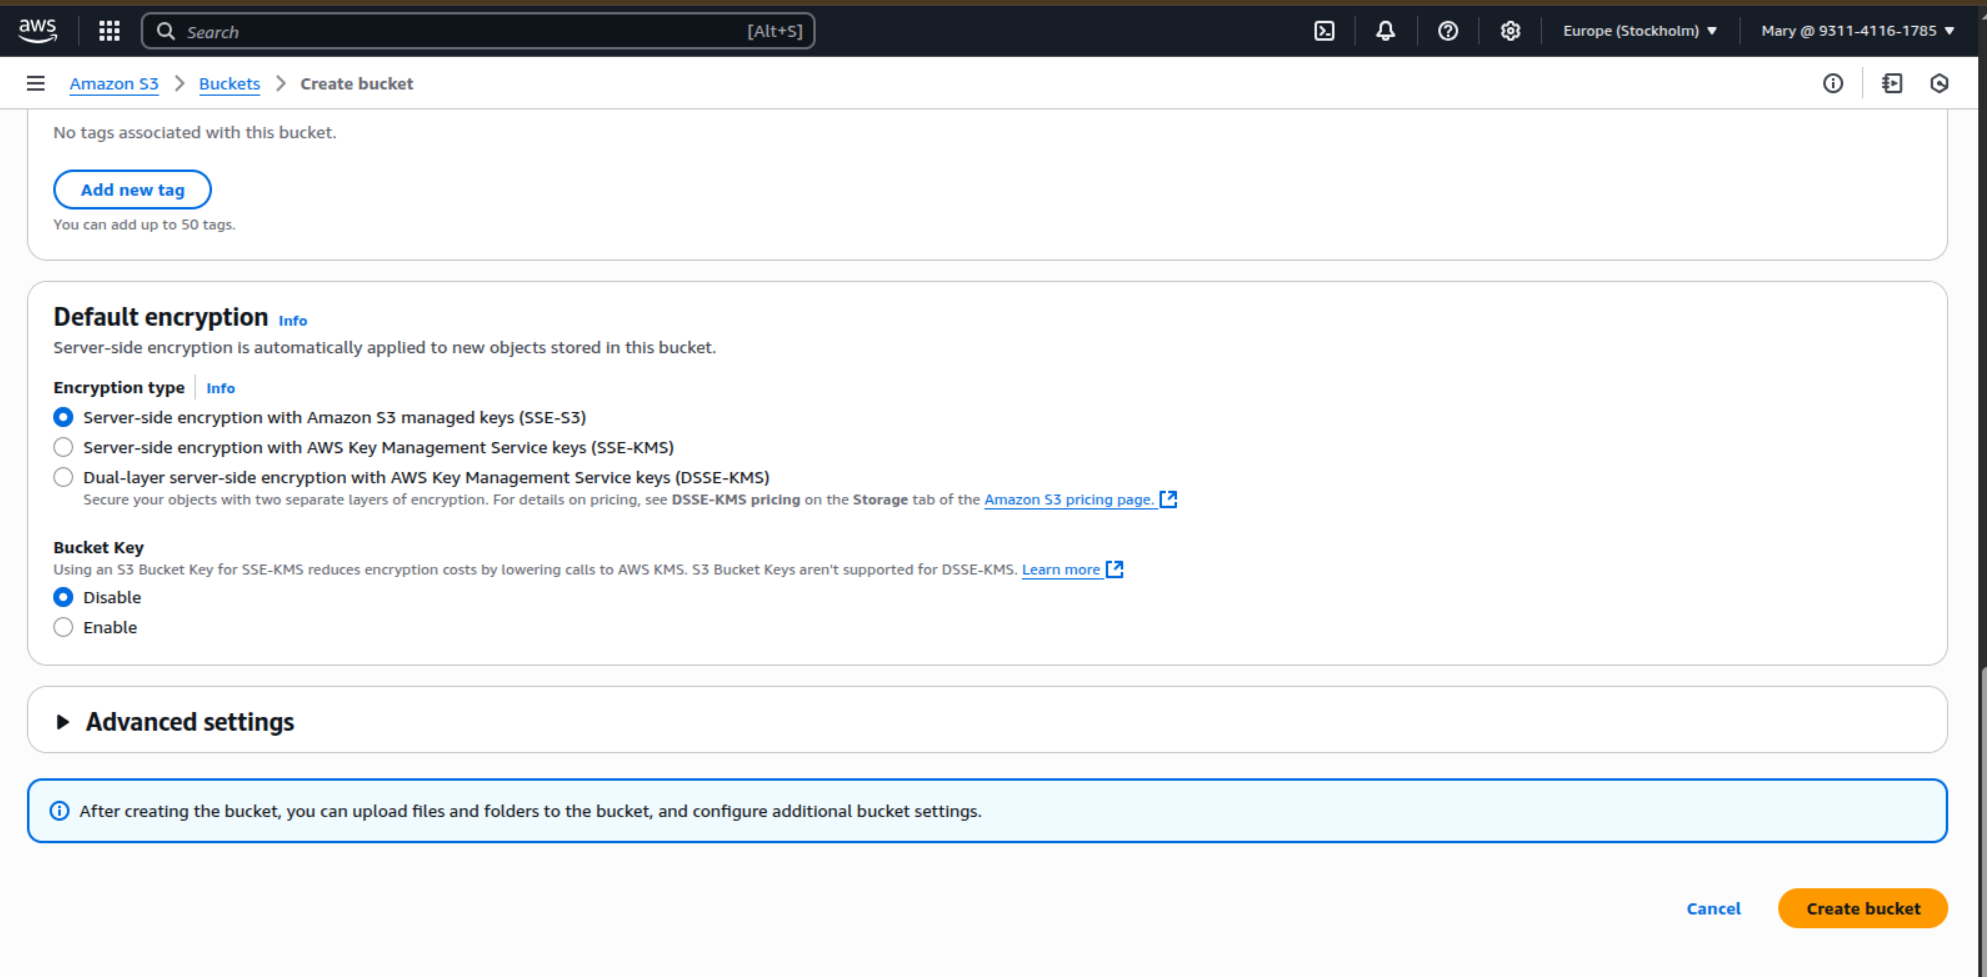 aws
Search [Alt+S]
Europe (Stockholm) ▼
Mary @ 9311-4116-1785 ▼
Amazon S3 > Buckets > Create bucket
No tags associated with this bucket.
Add new tag
You can add up to 50 tags.
Default encryption Info
Server-side encryption is automatically applied to new objects stored in this bucket.
Encryption type Info
Server-side encryption with Amazon S3 managed keys (SSE-S3)
Server-side encryption with AWS Key Management Service keys (SSE-KMS)
Dual-layer server-side encryption with AWS Key Management Service keys (DSSE-KMS)
Secure your objects with two separate layers of encryption. For details on pricing, see DSSE-KMS pricing on the Storage tab of the Amazon S3 pricing page.
Bucket Key
Using an S3 Bucket Key for SSE-KMS reduces encryption costs by lowering calls to AWS KMS. S3 Bucket Keys aren't supported for DSSE-KMS. Learn more
Disable
Enable
Advanced settings
After creating the bucket, you can upload files and folders to the bucket, and configure additional bucket settings.
Cancel
Create bucket